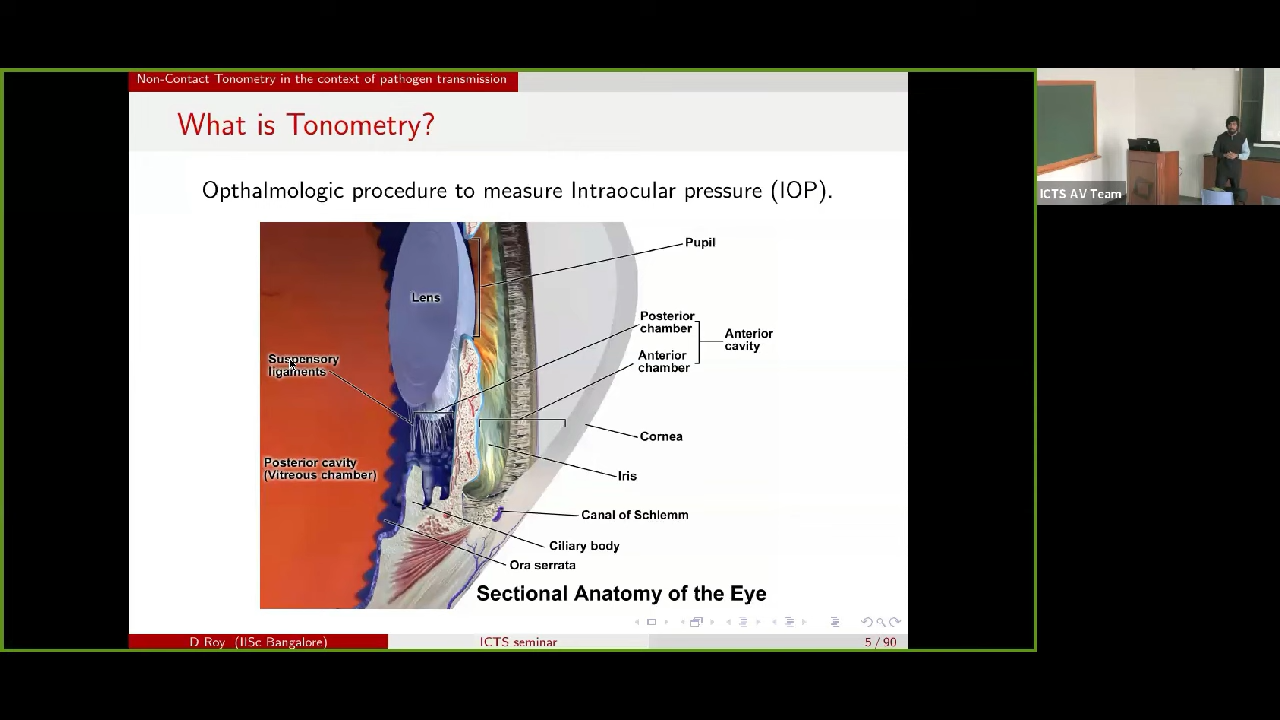 Non-Contact Tonometry in the context of pathogen transmission
What is Tonometry?
Opthalmologic procedure to measure Intraocular pressure (IOP).
Pupil
Lens
Posterior
chamber
Anterior
cavity
Anterior
chamber
Suspensory
ligaments
Cornea
Posterior cavity
(Vitreous chamber)
Iris
Canal of Schlemm
Ciliary body
Ora serrata
Sectional Anatomy of the Eye
D Roy (IISc Bangalore)
ICTS seminar
5 / 90
ICTS AV Team